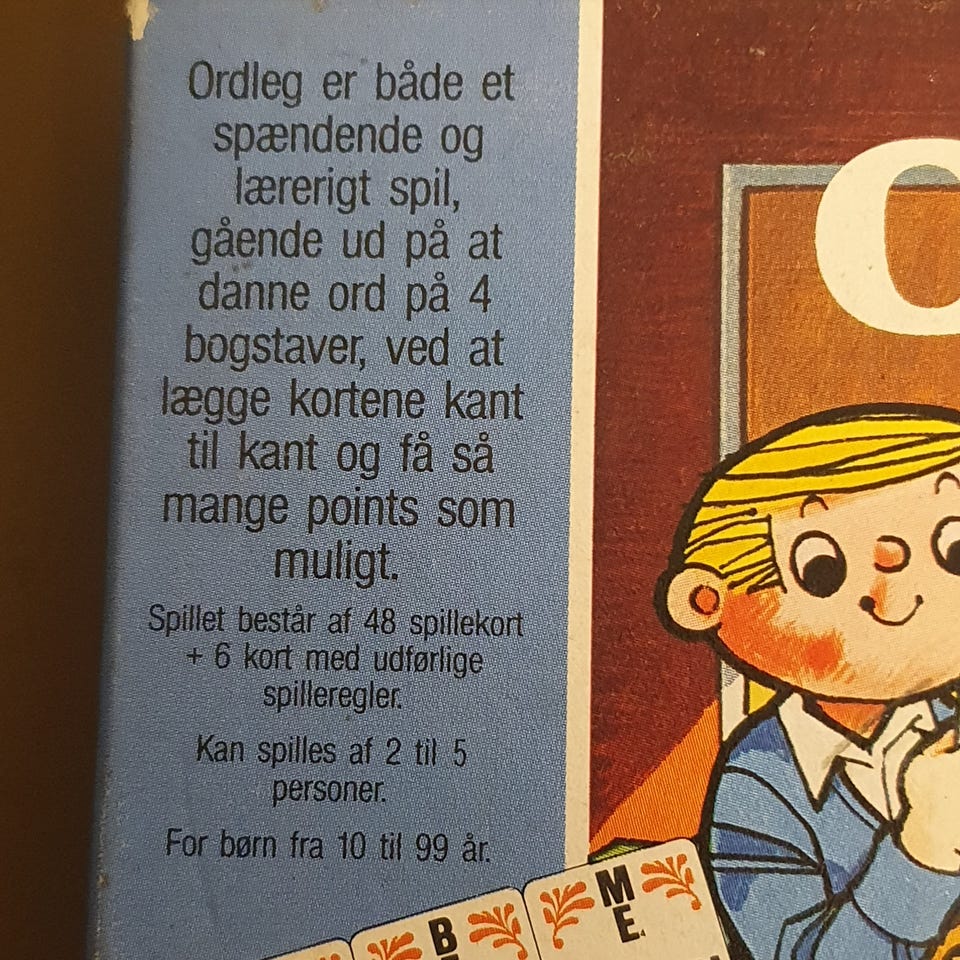 Ordleg er både et
spændende og
lærerigt spil,
gående ud på at
danne ord på 4
bogstaver, ved at
lægge kortene kant
til kant og få så
mange points som
muligt.
Spillet består af 48 spillekort
+ 6 kort med udførlige
spilleregler.
Kan spilles af 2 til 5
personer.
For børn fra 10 til 99 år.
O
M
E
B